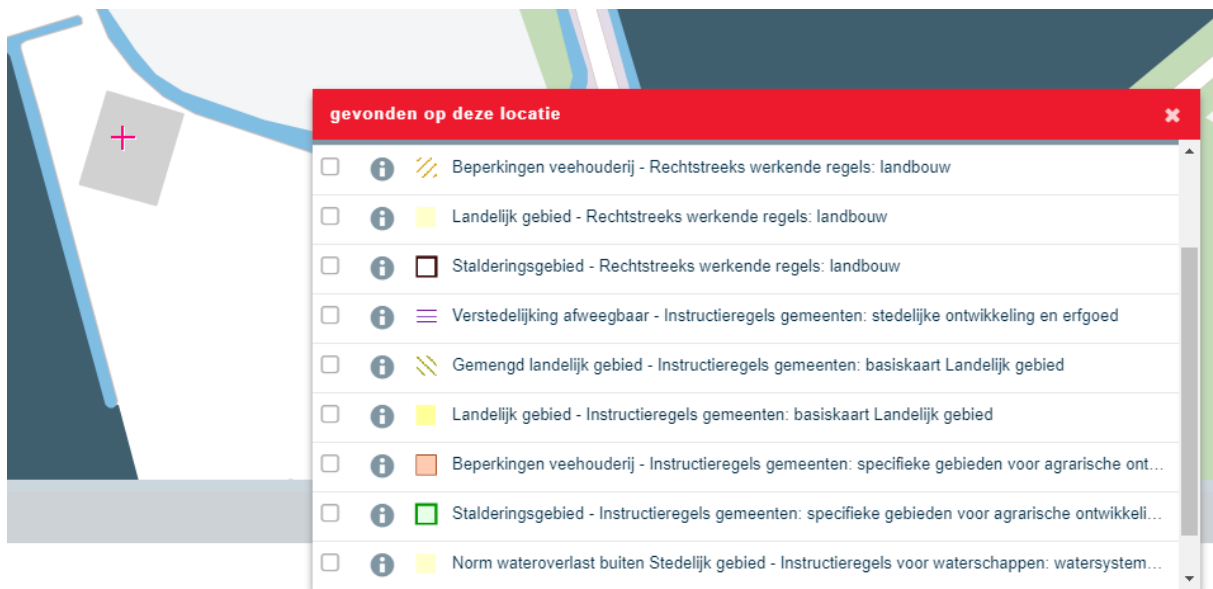 gevonden op deze locatie
Beperkingen veehouderij - Rechtstreeks werkende regels: landbouw
Landelijk gebied - Rechtstreeks werkende regels: landbouw
Stalderingsgebied - Rechtstreeks werkende regels: landbouw
Verstedelijking afweegbaar - Instructieregels gemeenten: stedelijke ontwikkeling en erfgoed
Gemengd landelijk gebied - Instructieregels gemeenten: basiskaart Landelijk gebied
Landelijk gebied - Instructieregels gemeenten: basiskaart Landelijk gebied
Beperkingen veehouderij - Instructieregels gemeenten: specifieke gebieden voor agrarische ont...
Stalderingsgebied - Instructieregels gemeenten: specifieke gebieden voor agrarische ontwikkeli...
Norm wateroverlast buiten Stedelijk gebied - Instructieregels voor waterschappen: watersystem...